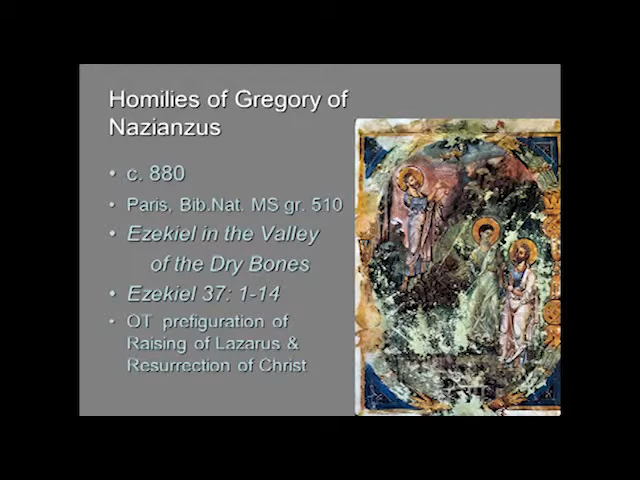 Homilies of Gregory of
Nazianzus
• c. 880
• Paris, Bib.Nat. MS gr. 510
• Ezekiel in the Valley
of the Dry Bones
• Ezekiel 37: 1-14
• OT prefiguration of
Raising of Lazarus &
Resurrection of Christ